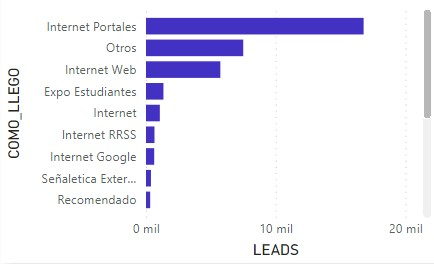 COMO_LLEGO
Internet Portales
Otros
Internet Web
Expo Estudiantes
Internet
Internet RRSS
Internet Google
Señaletica Exter...
Recomendado
0 mil 10 mil 20 mil
LEADS